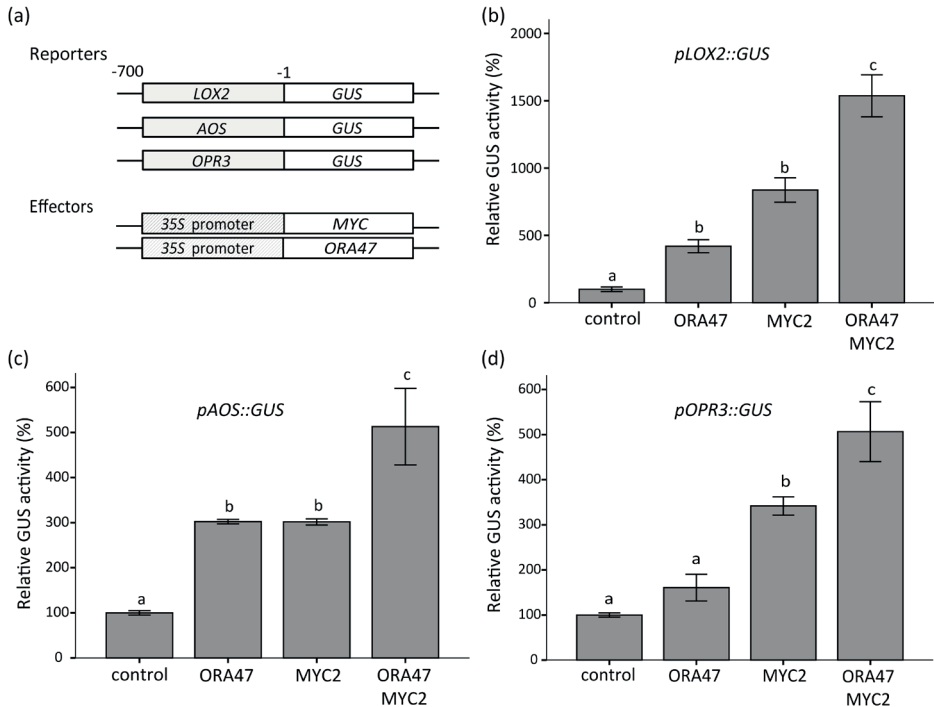 (a)
Reporters
-700 -1
LOX2 GUS
AOS GUS
OPR3 GUS
Effectors
35S promoter MYC
35S promoter ORA47
(b)
pLOX2::GUS
Relative GUS activity (%)
2000
1500
1000
500
0
a
b
b
c
control ORA47 MYC2 ORA47
MYC2
(c)
pAOS::GUS
Relative GUS activity (%)
600
500
400
300
200
100
0
a
b
b
c
control ORA47 MYC2 ORA47
MYC2
(d)
pOPR3::GUS
Relative GUS activity (%)
600
500
400
300
200
100
0
a
a
b
c
control ORA47 MYC2 ORA47
MYC2